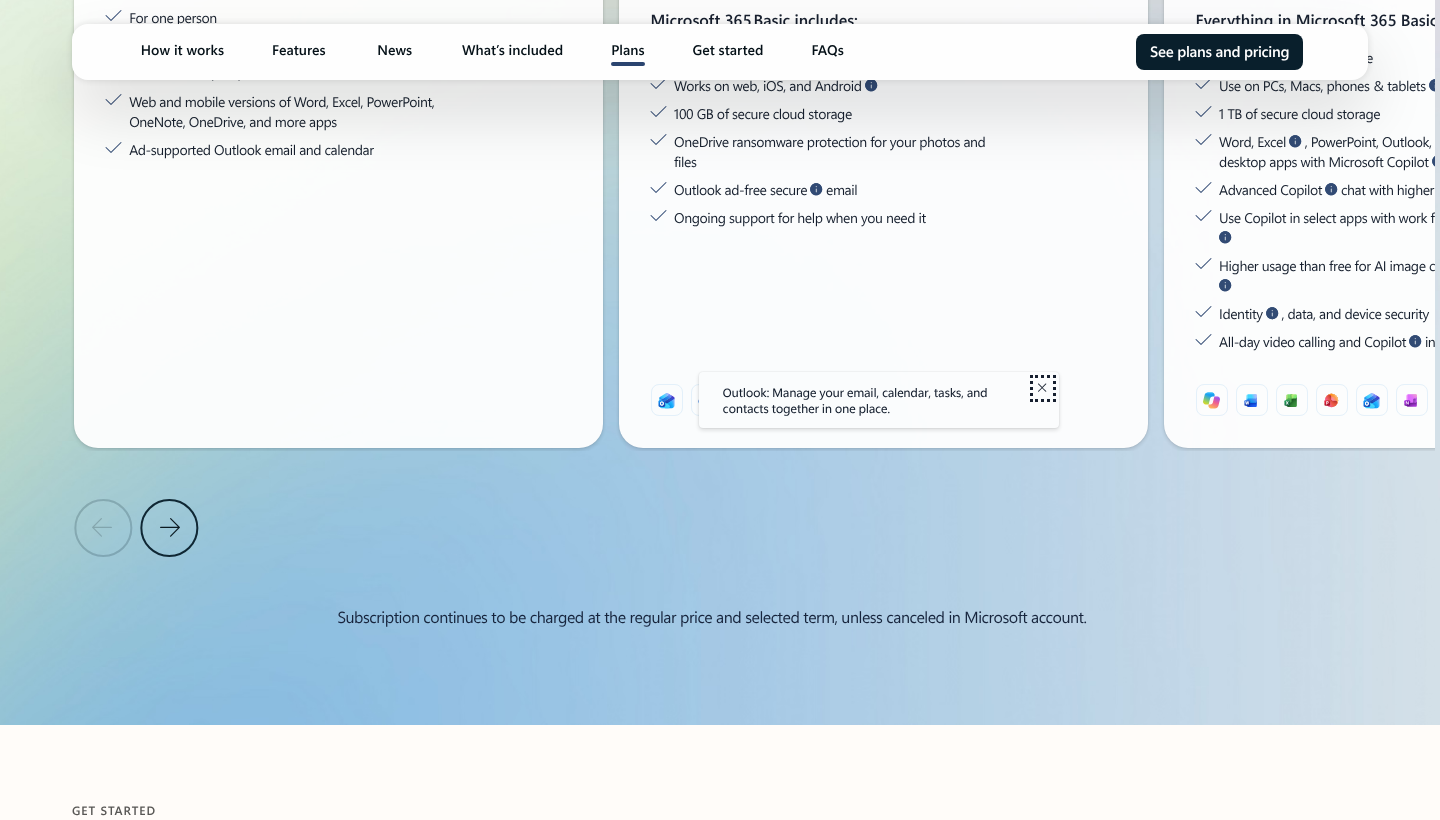 For one person
Microsoft 365 Basic includes:
Everything in Microsoft 365 Basic
How it works
Features
News
What's included
Plans
Get started
FAQs
See plans and pricing
Web and mobile versions of Word, Excel, PowerPoint,
OneNote, OneDrive, and more apps
Ad-supported Outlook email and calendar
Works on web, iOS, and Android
100 GB of secure cloud storage
OneDrive ransomware protection for your photos and
files
Outlook ad-free secure email
Ongoing support for help when you need it
Outlook: Manage your email, calendar, tasks, and
contacts together in one place.
Use on PCs, Macs, phones & tablets
1 TB of secure cloud storage
Word, Excel , PowerPoint, Outlook,
desktop apps with Microsoft Copilot
Advanced Copilot chat with higher
Use Copilot in select apps with work
Higher usage than free for AI image
Identity , data, and device security
All-day video calling and Copilot in
Subscription continues to be charged at the regular price and selected term, unless canceled in Microsoft account.
GET STARTED